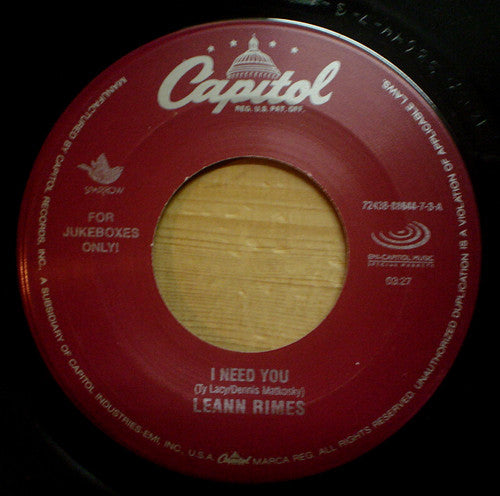 Capitol
REG. U.S. PAT. OFF.
SPARROW
FOR
JUKEBOXES
ONLY!
7-3-A
EMI-CAPITOL MUSIC
SPECIAL MARKETS
03:27
I NEED YOU
(Ty Lacy/Dennis Matkosky)
LEANN RIMES
MANUFACTURED BY CAPITOL RECORDS, INC., A SUBSIDIARY OF CAPITOL INDUSTRIES-EMI, INC., U.S.A. Capitol MARCA REG. ALL RIGHTS RESERVED. UNAUTHORIZED DUPLICATION IS A VIOLATION OF APPLICABLE LAWS.